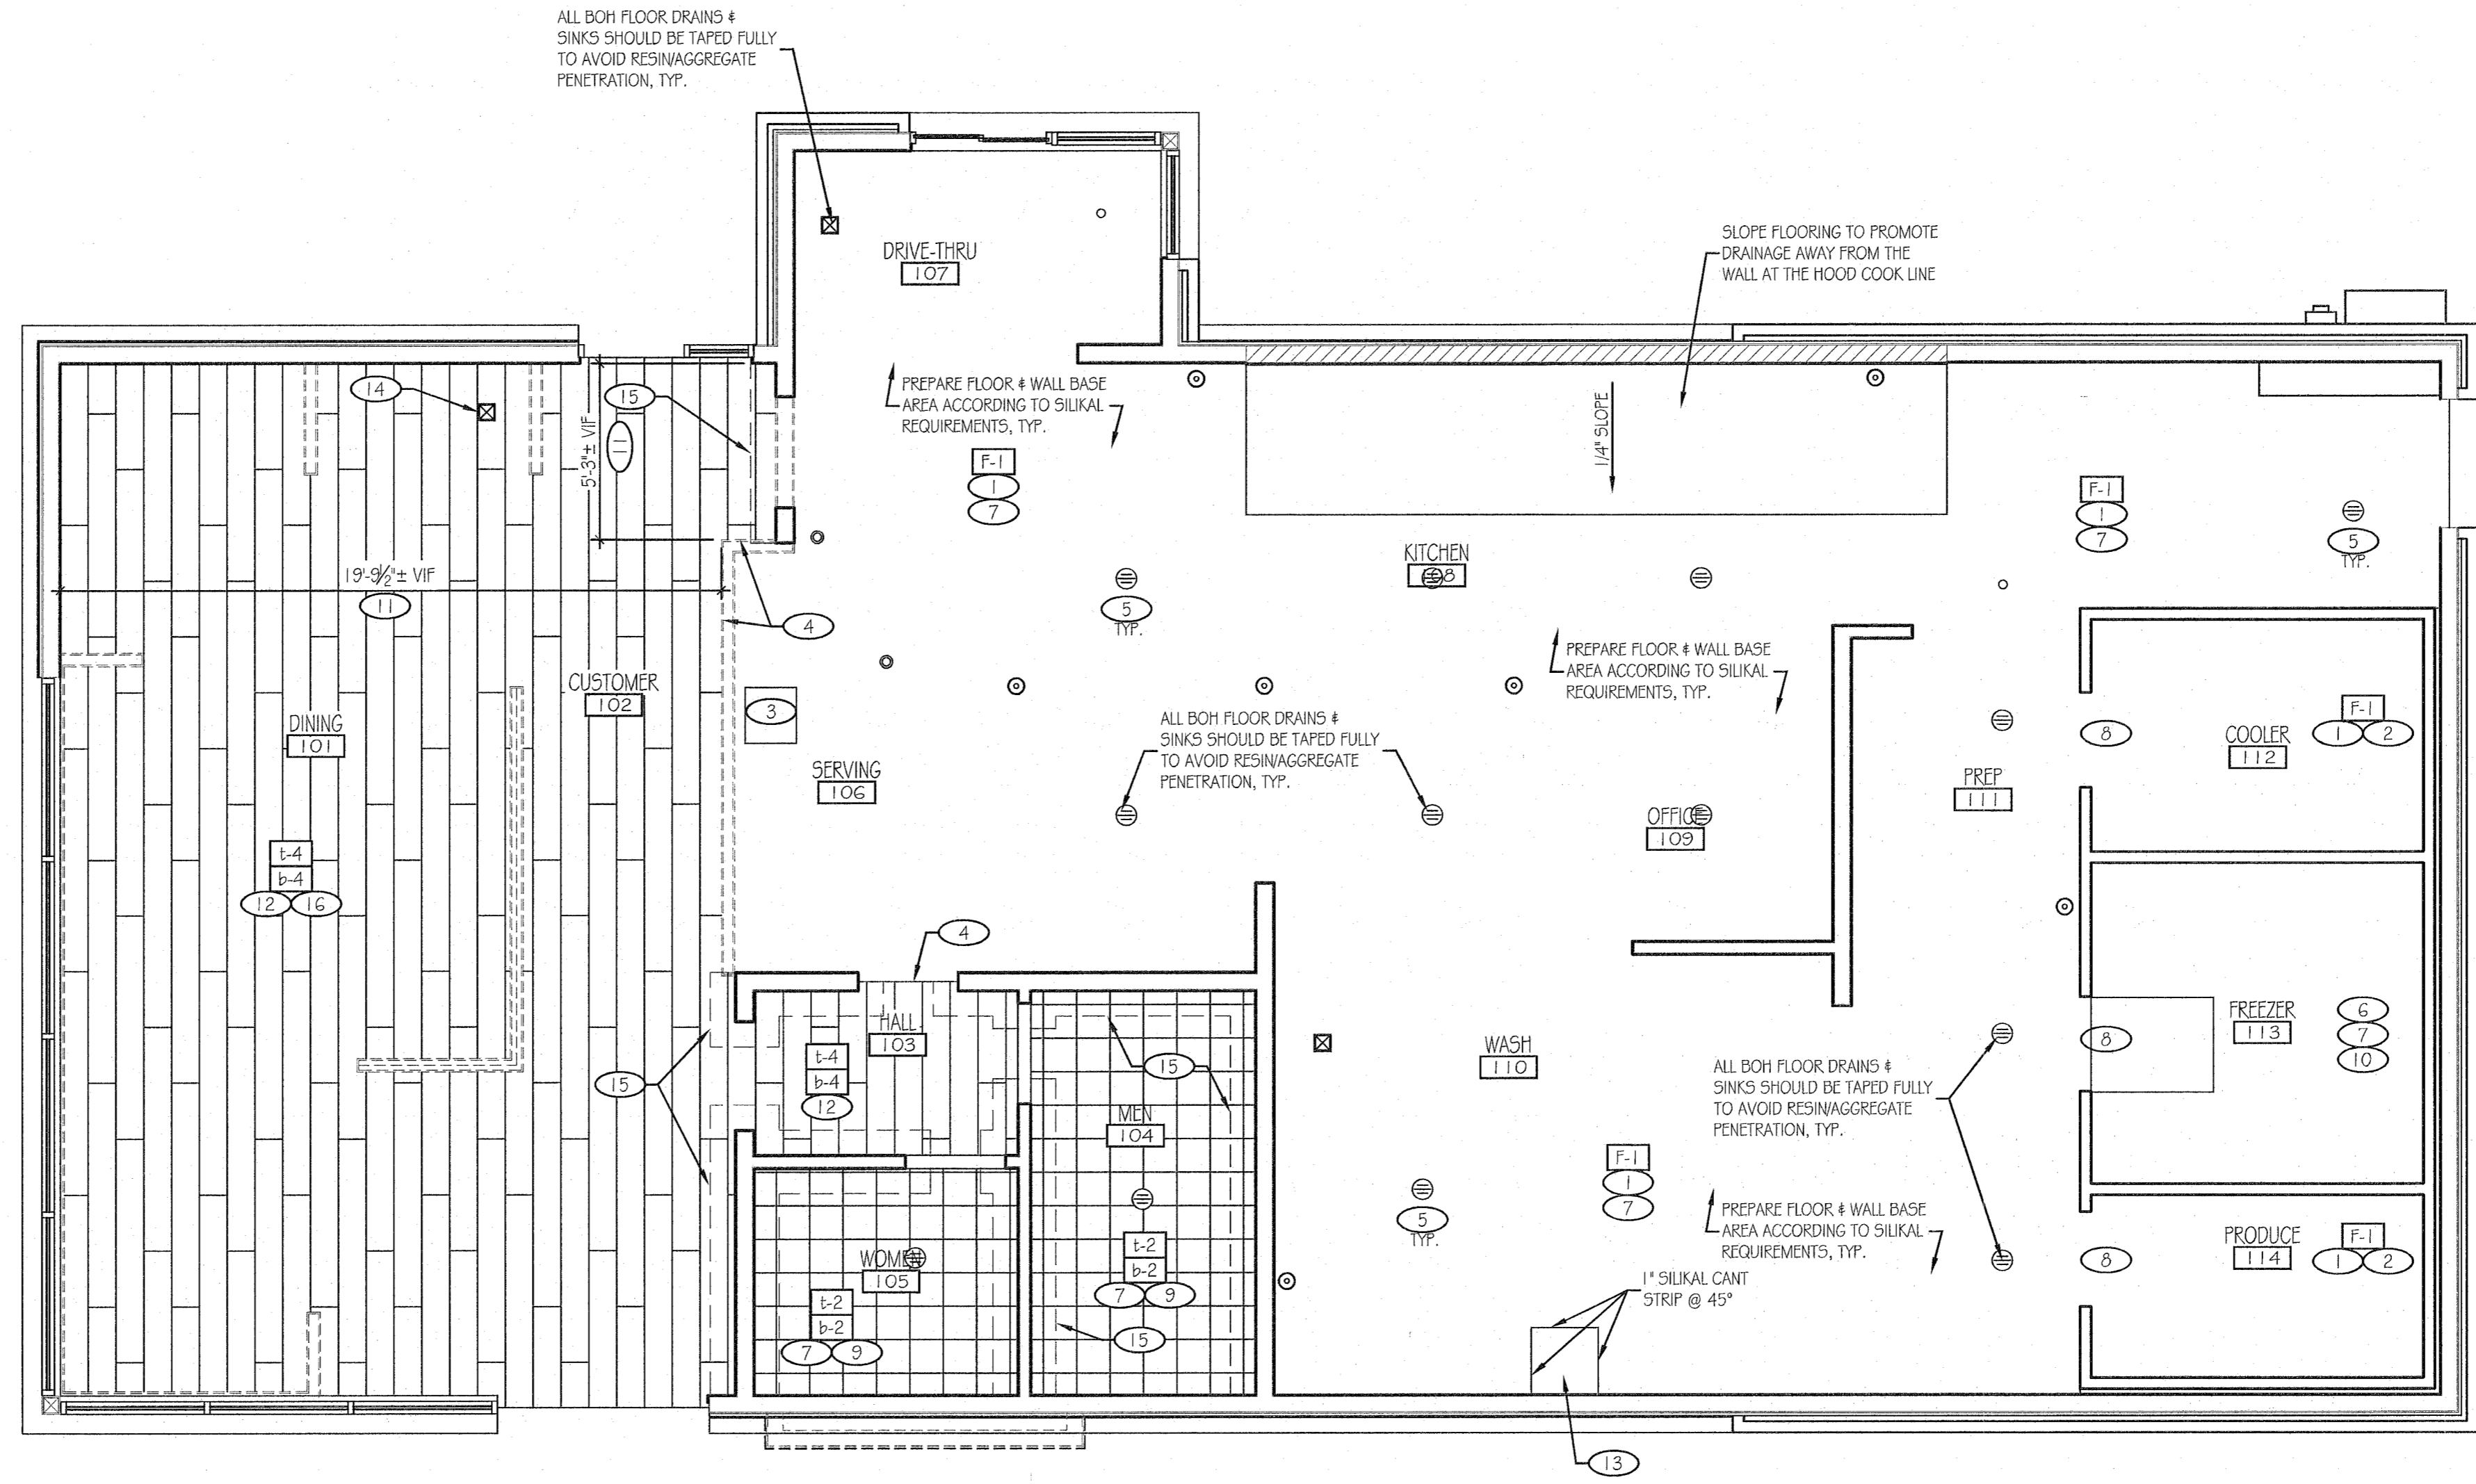 ALL BOH FLOOR DRAINS &
SINKS SHOULD BE TAPED FULLY
TO AVOID RESIN/AGGREGATE
PENETRATION, TYP.
DRIVE-THRU
107
SLOPE FLOORING TO PROMOTE
DRAINAGE AWAY FROM THE
WALL AT THE HOOD COOK LINE
14
15
11
5'-3"± VIF
PREPARE FLOOR & WALL BASE
AREA ACCORDING TO SILIKAL
REQUIREMENTS, TYP.
F-1
1
7
1/4" SLOPE
F-1
1
7
5
TYP.
KITCHEN
108
19'-9 1/2"± VIF
11
4
5
TYP.
PREPARE FLOOR & WALL BASE
AREA ACCORDING TO SILIKAL
REQUIREMENTS, TYP.
CUSTOMER
102
DINING
101
3
SERVING
106
ALL BOH FLOOR DRAINS &
SINKS SHOULD BE TAPED FULLY
TO AVOID RESIN/AGGREGATE
PENETRATION, TYP.
OFFICE
109
PREP
111
8
COOLER
112
F-1
1 2
t-4
b-4
12 16
4
HALL
103
t-4
b-4
12
15
15
MEN
104
WASH
110
ALL BOH FLOOR DRAINS &
SINKS SHOULD BE TAPED FULLY
TO AVOID RESIN/AGGREGATE
PENETRATION, TYP.
8
FREEZER
113
6
7
10
F-1
1
7
5
TYP.
PREPARE FLOOR & WALL BASE
AREA ACCORDING TO SILIKAL
REQUIREMENTS, TYP.
8
PRODUCE
114
F-1
1 2
WOMEN
105
t-2
b-2
7 9
t-2
b-2
7 9
15
1" SILIKAL CANT
STRIP @ 45°
13